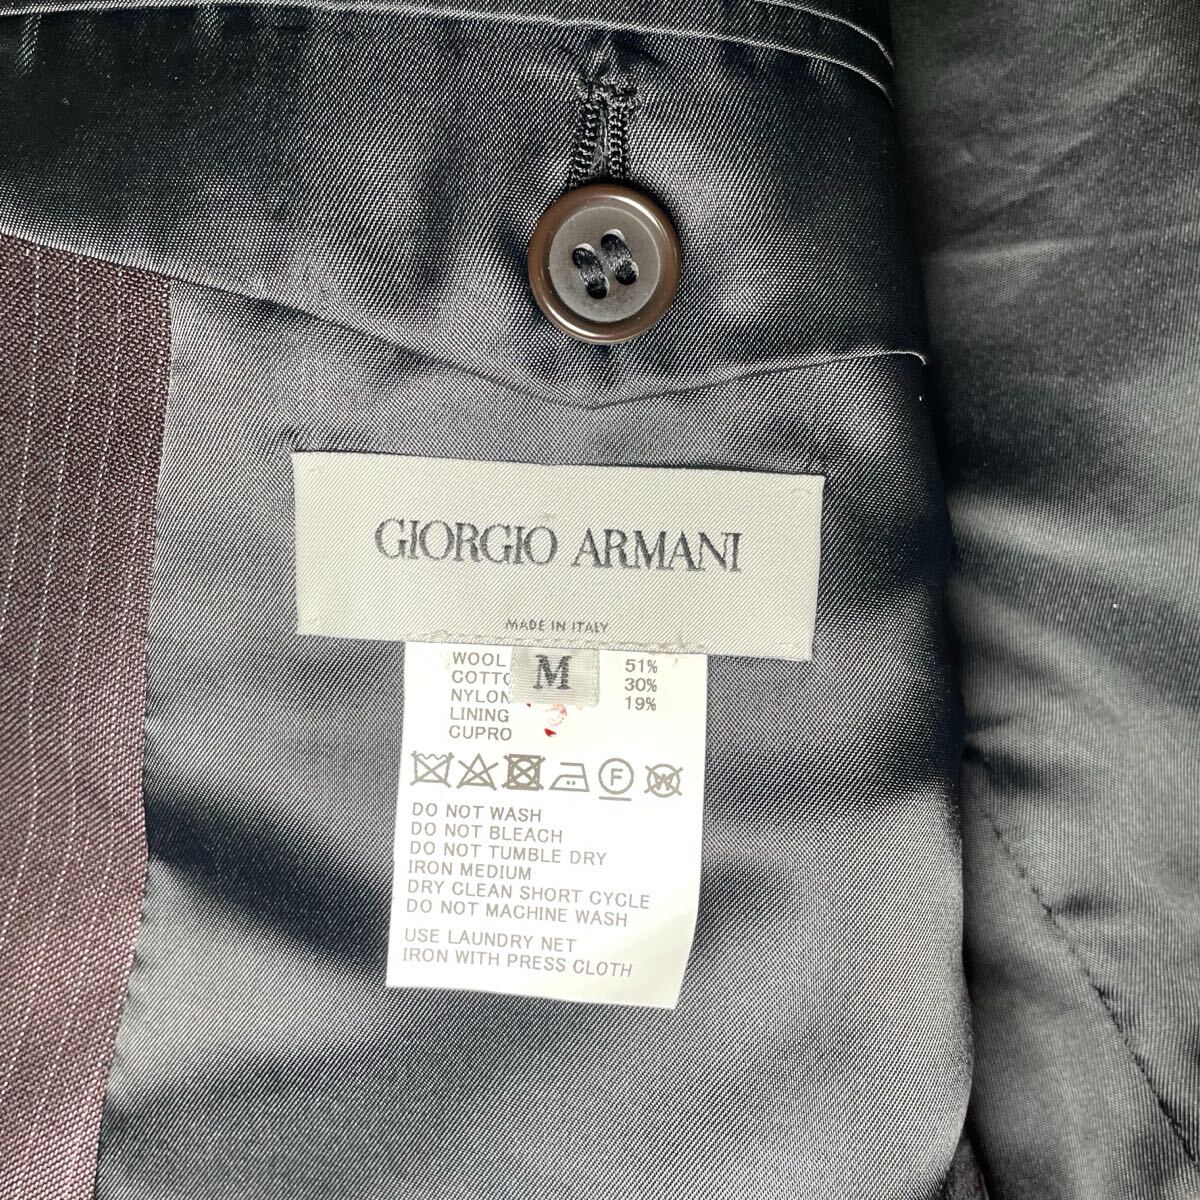 GIORGIO ARMANI
MADE IN ITALY
M
WOOL 51%
COTTO 30%
NYLON 19%
LINING
CUPRO
F
W
DO NOT WASH
DO NOT BLEACH
DO NOT TUMBLE DRY
IRON MEDIUM
DRY CLEAN SHORT CYCLE
DO NOT MACHINE WASH
USE LAUNDRY NET
IRON WITH PRESS CLOTH